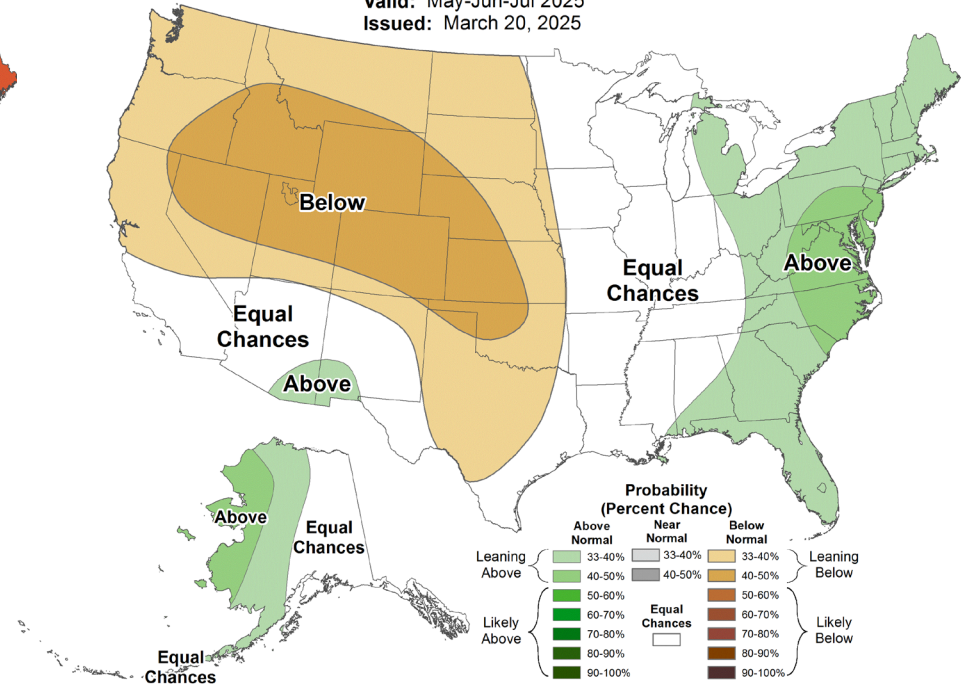 Valid: May-Jun-Jul 2025
Issued: March 20, 2025
Below
Equal
Chances
Above
Equal
Chances
Above
Above
Equal
Chances
Equal
Chances
Probability
(Percent Chance)
Above
Normal
Near
Normal
Below
Normal
Leaning
Above
33-40%
40-50%
33-40%
40-50%
33-40%
40-50%
Leaning
Below
Likely
Above
50-60%
60-70%
70-80%
80-90%
90-100%
Equal
Chances
50-60%
60-70%
70-80%
80-90%
90-100%
Likely
Below